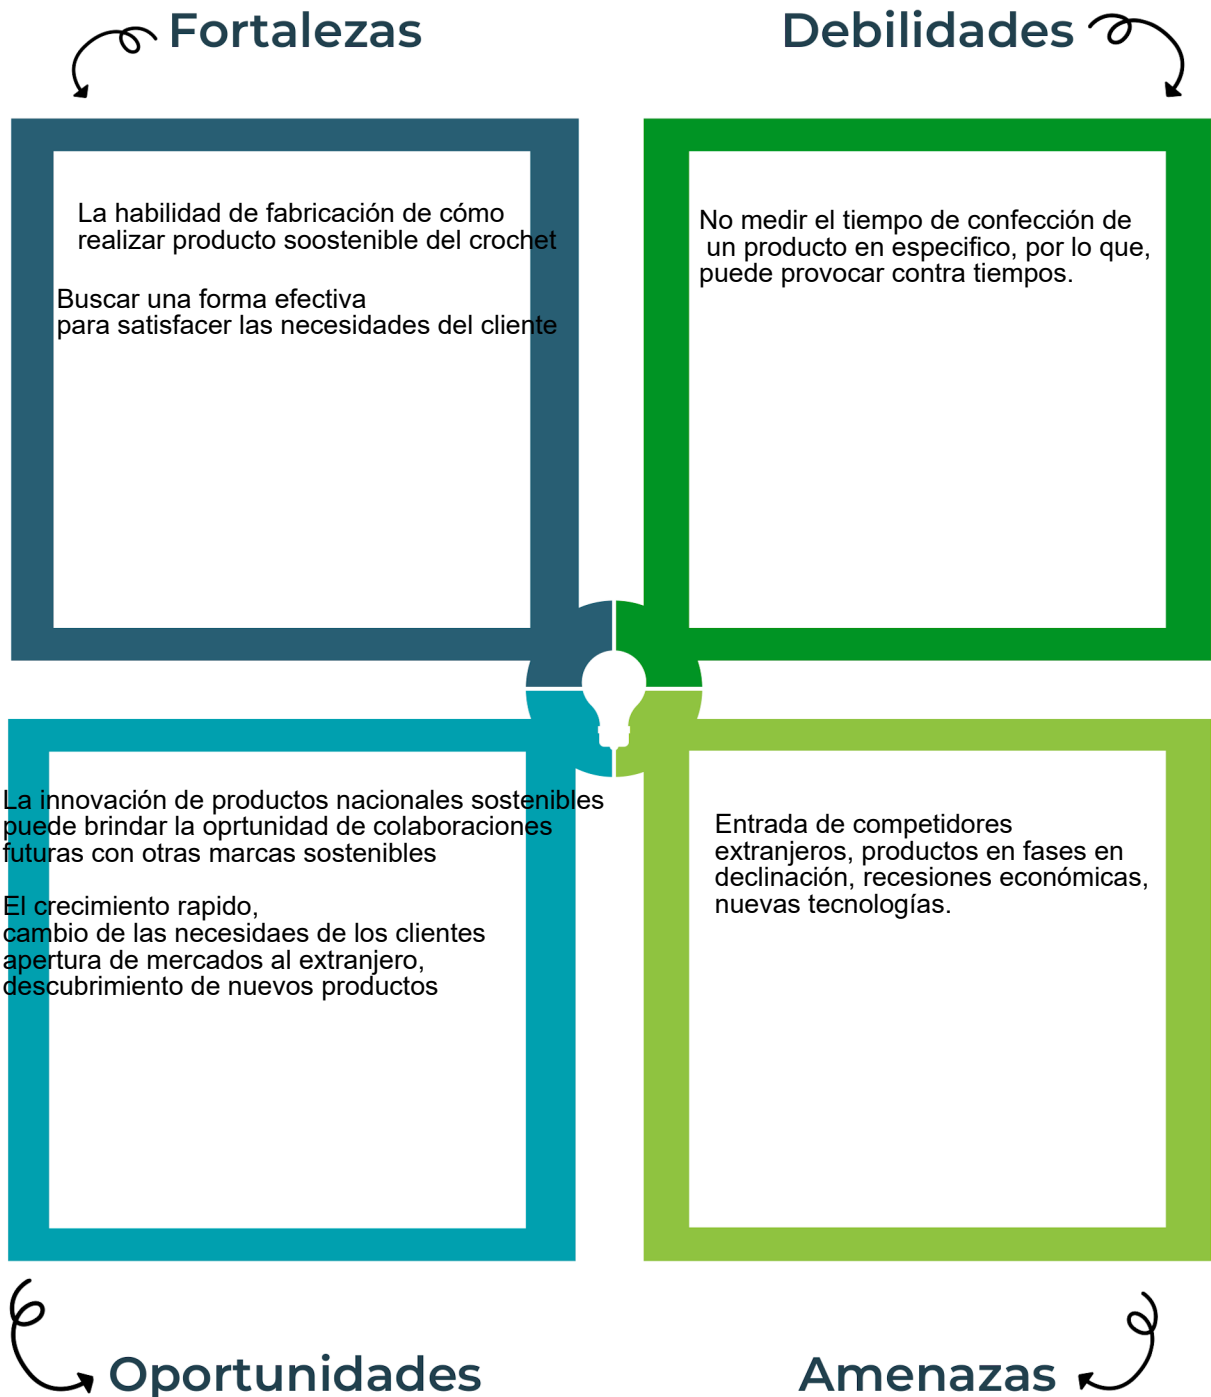 Fortalezas
La habilidad de fabricación de cómo
realizar producto soostenible del crochet
Buscar una forma efectiva
para satisfacer las necesidades del cliente
Debilidades
No medir el tiempo de confección de
un producto en especifico, por lo que,
puede provocar contra tiempos.
La innovación de productos nacionales sostenibles
puede brindar la oprtunidad de colaboraciones
futuras con otras marcas sostenibles
El crecimiento rapido,
cambio de las necesidaes de los clientes
apertura de mercados al extranjero,
descubrimiento de nuevos productos
Oportunidades
Entrada de competidores
extranjeros, productos en fases en
declinación, recesiones económicas,
nuevas tecnologías.
Amenazas